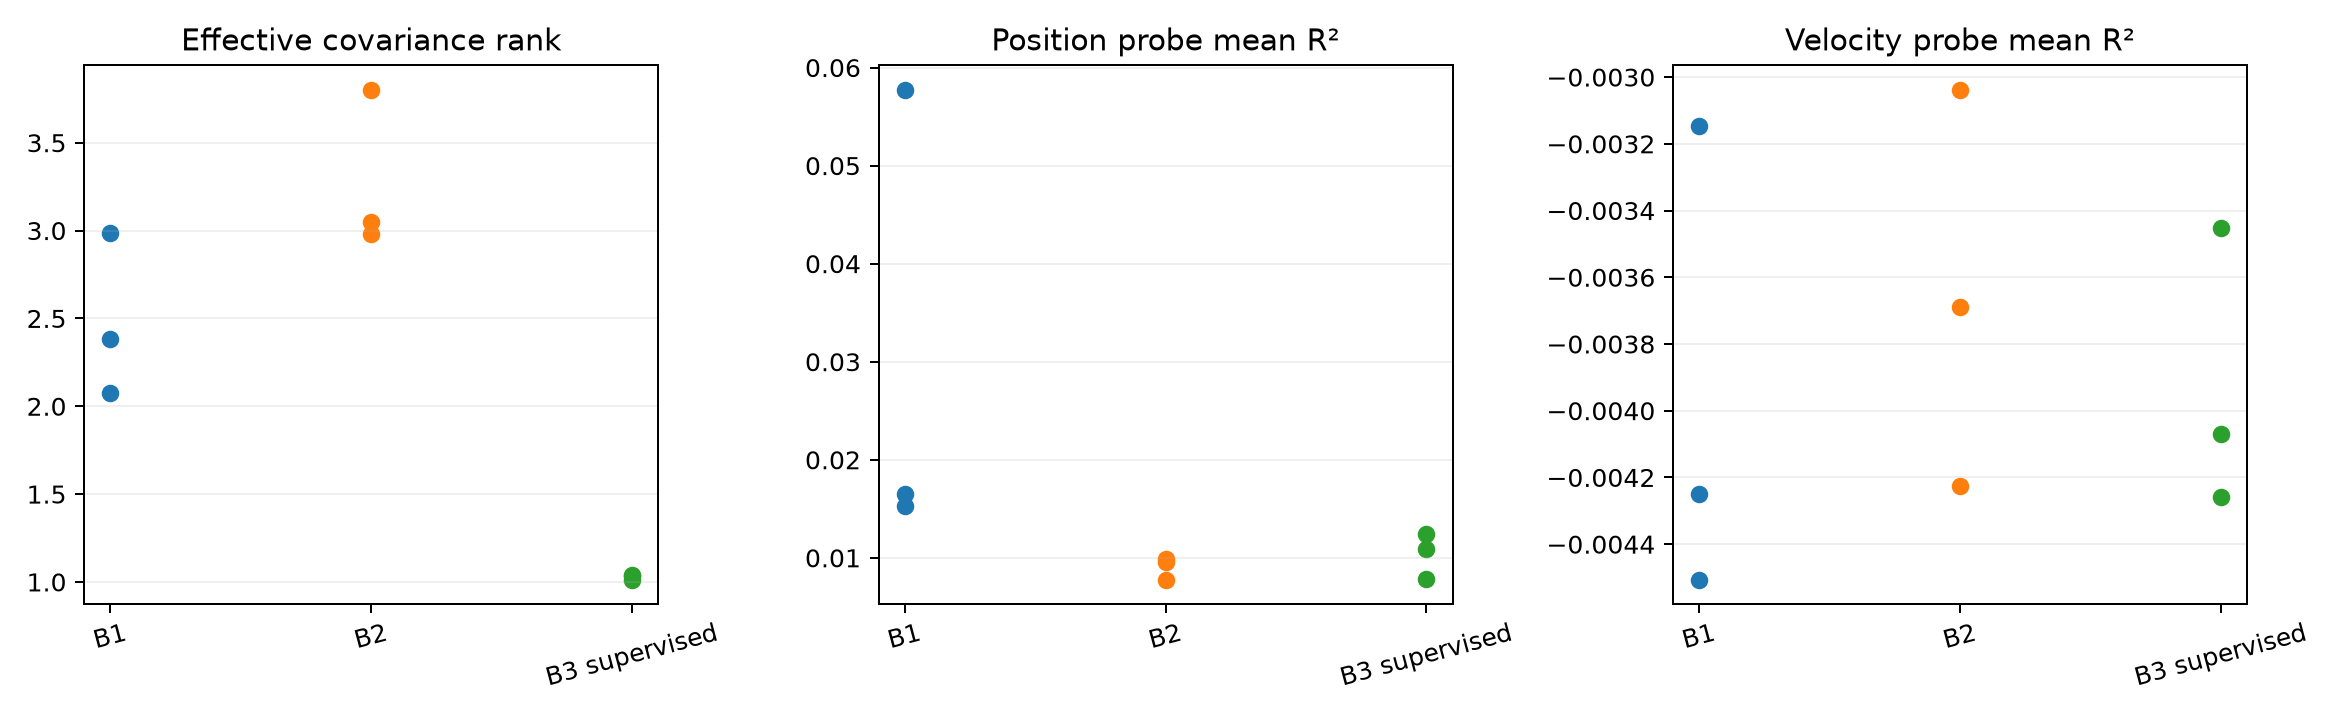 Effective covariance rank
3.5
3.0
2.5
2.0
1.5
1.0
B1
B2
B3 supervised
Position probe mean R²
0.06
0.05
0.04
0.03
0.02
0.01
B1
B2
B3 supervised
Velocity probe mean R²
−0.0030
−0.0032
−0.0034
−0.0036
−0.0038
−0.0040
−0.0042
−0.0044
B1
B2
B3 supervised